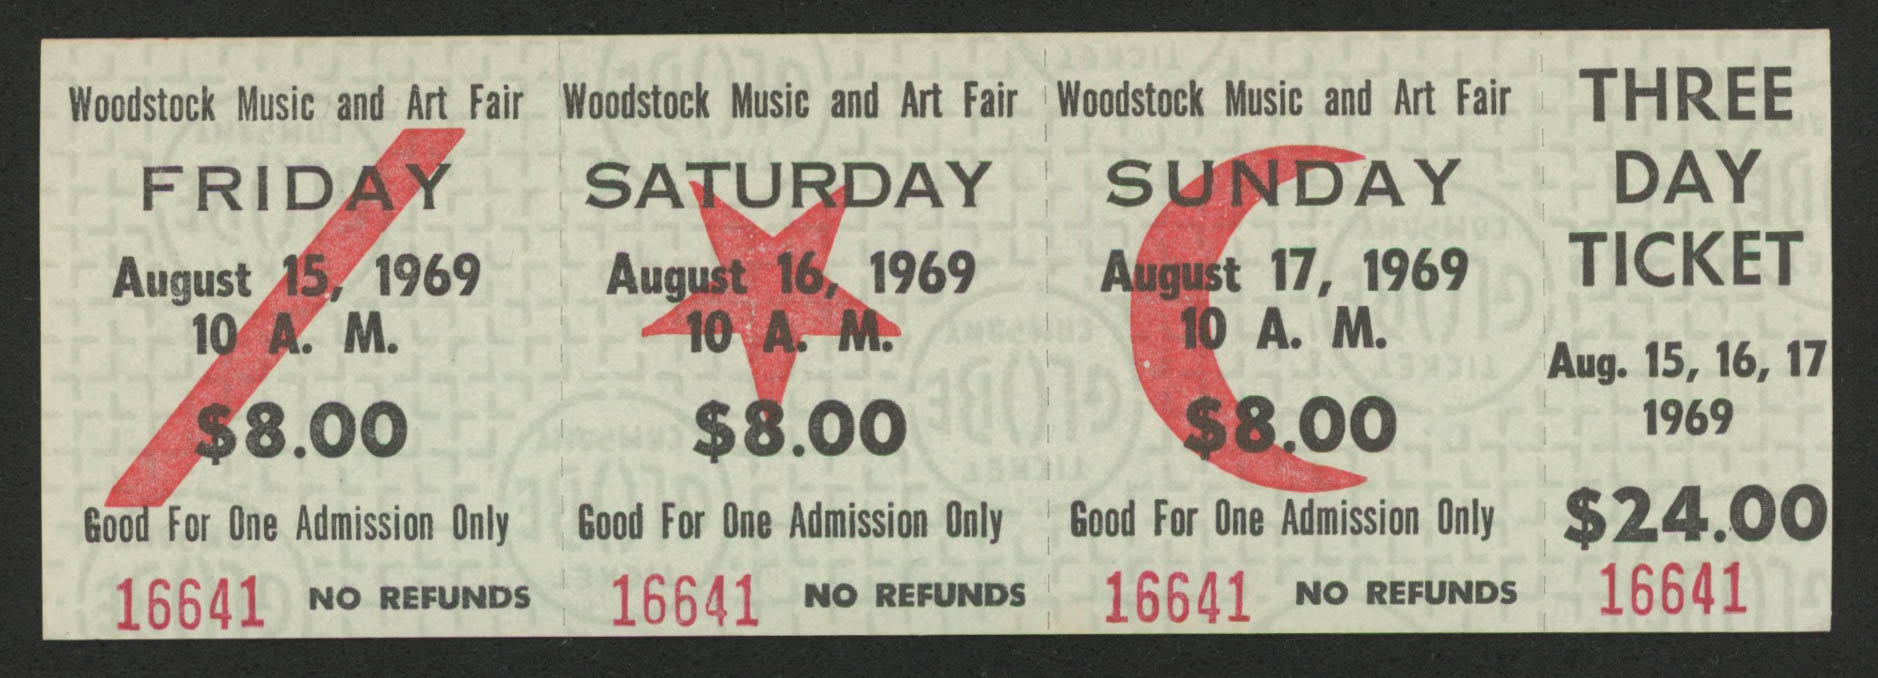 Woodstock Music and Art Fair
FRIDAY
August 15, 1969
10 A. M.
$8.00
Good For One Admission Only
16641 NO REFUNDS
Woodstock Music and Art Fair
SATURDAY
August 16, 1969
10 A. M.
$8.00
Good For One Admission Only
16641 NO REFUNDS
Woodstock Music and Art Fair
SUNDAY
August 17, 1969
10 A. M.
$8.00
Good For One Admission Only
16641 NO REFUNDS
THREE
DAY
TICKET
Aug. 15, 16, 17
1969
$24.00
16641